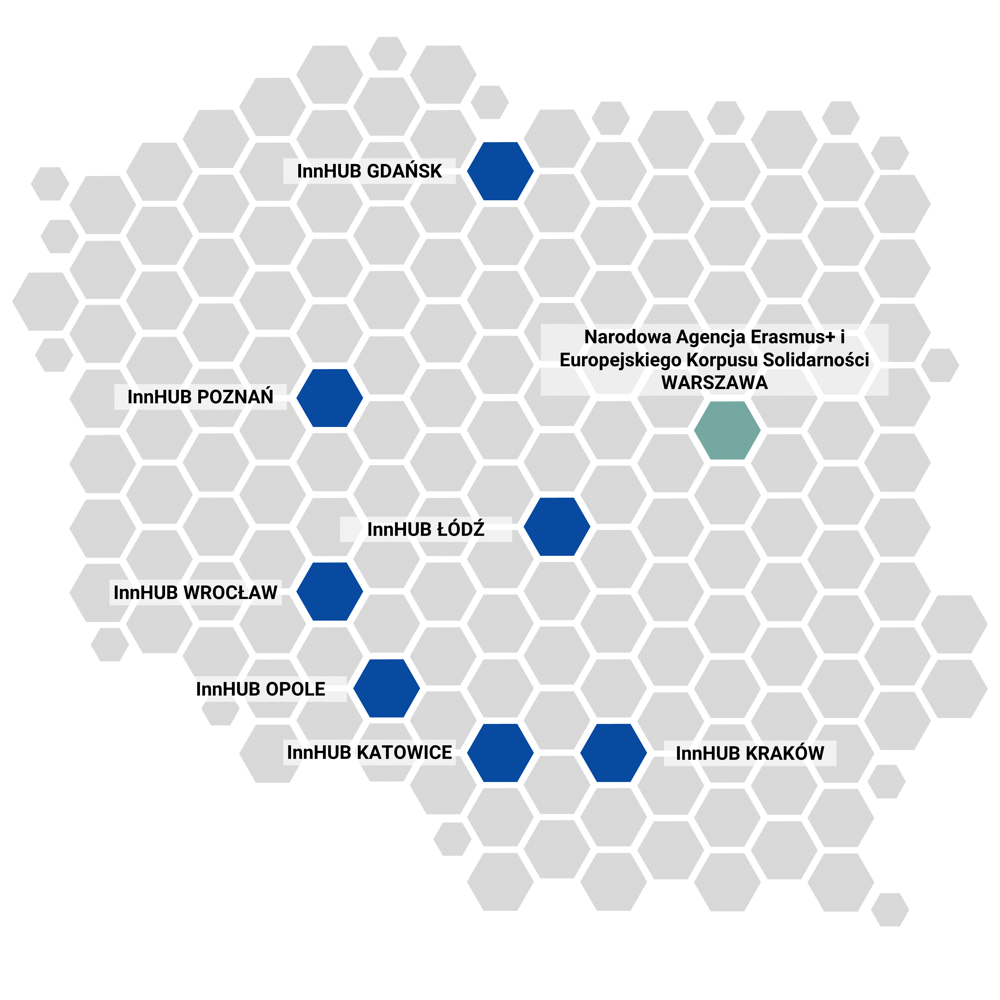 InnHUB GDAŃSK
Narodowa Agencja Erasmus+ i
Europejskiego Korpusu Solidarności
WARSZAWA
InnHUB POZNAŃ
InnHUB ŁÓDŹ
InnHUB WROCŁAW
InnHUB OPOLE
InnHUB KATOWICE
InnHUB KRAKÓW